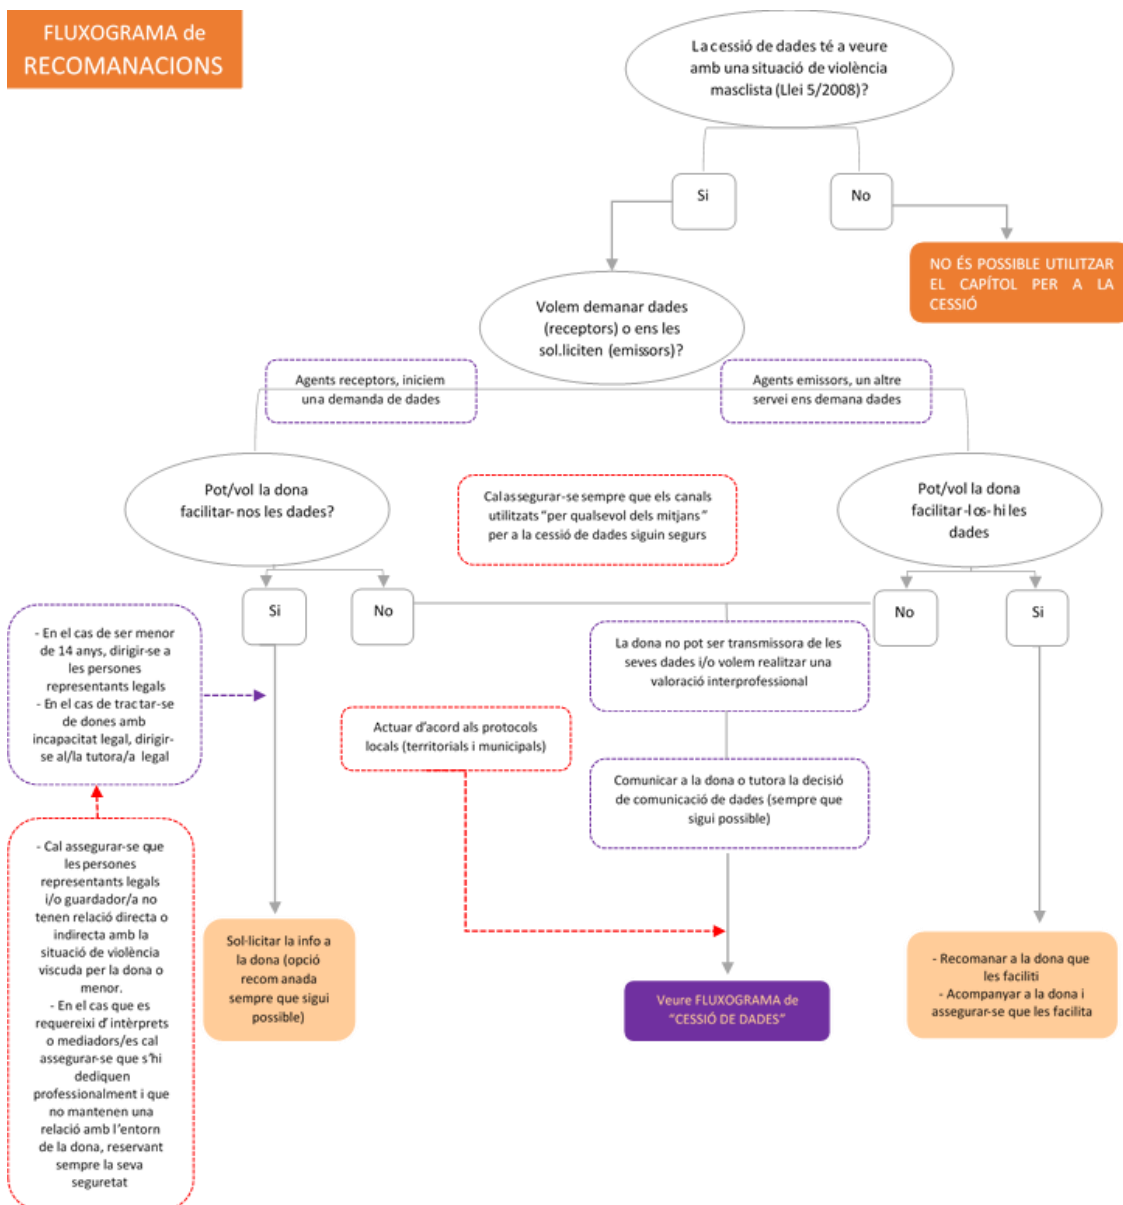 FLUXOGRAMA de
RECOMANACIONS
La cessió de dades té a veure
amb una situació de violència
masclista (Llei 5/2008)?
Si
No
NO ÉS POSSIBLE UTILITZAR
EL CAPÍTOL PER A LA
CESSIÓ
Volem demanar dades
(receptors) o ens les
sol.liciten (emissors)?
Agents receptors, iniciem
una demanda de dades
Agents emissors, un altre
servei ens demana dades
Pot/vol la dona
facilitar-nos les dades?
Cal assegurar-se sempre que els canals
utilitzats "per qualsevol dels mitjans"
per a la cessió de dades siguin segurs
Pot/vol la dona
facilitar-los-hi les
dades
Si
No
No
Si
- En el cas de ser menor
de 14 anys, dirigir-se a
les persones
representants legals
- En el cas de tractar-se
de dones amb
incapacitat legal, dirigir-
se al/la tutora/a legal
La dona no pot ser transmissora de les
seves dades i/o volem realitzar una
valoració interprofessional
Actuar d'acord als protocols
locals (territorials i municipals)
Comunicar a la dona o tutora la decisió
de comunicació de dades (sempre que
sigui possible)
- Cal assegurar-se que
les persones
representants legals
i/o guardador/a no
tenen relació directa o
indirecta amb la
situació de violència
viscuda per la dona o
menor.
- En el cas que es
requereixi d'intèrprets
o mediadors/es cal
assegurar-se que s'hi
dediquen
professionalment i que
no mantenen una
relació amb l'entorn
de la dona, reservant
sempre la seva
seguretat
Sol·licitar la info a
la dona (opció
recomanada
sempre que sigui
possible)
Veure FLUXOGRAMA de
"CESSIÓ DE DADES"
- Recomanar a la dona que
les faciliti
- Acompanyar a la dona i
assegurar-se que les facilita